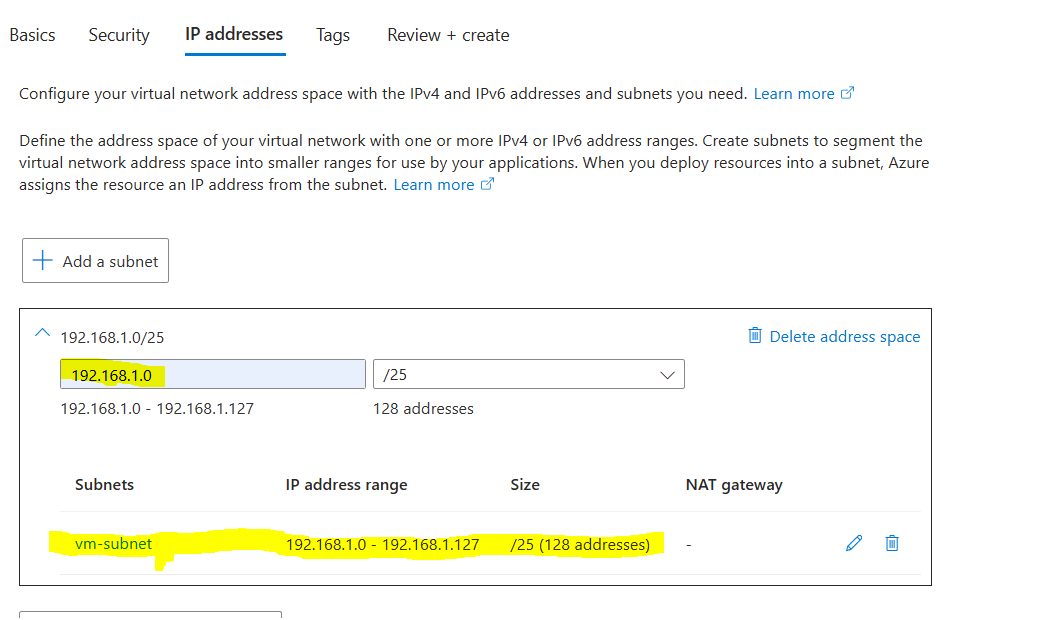 Basics Security IP addresses Tags Review + create
Configure your virtual network address space with the IPv4 and IPv6 addresses and subnets you need. Learn more
Define the address space of your virtual network with one or more IPv4 or IPv6 address ranges. Create subnets to segment the
virtual network address space into smaller ranges for use by your applications. When you deploy resources into a subnet, Azure
assigns the resource an IP address from the subnet. Learn more
Add a subnet
192.168.1.0/25 Delete address space
192.168.1.0 /25
192.168.1.0 - 192.168.1.127 128 addresses
Subnets IP address range Size NAT gateway
vm-subnet 192.168.1.0 - 192.168.1.127 /25 (128 addresses) -